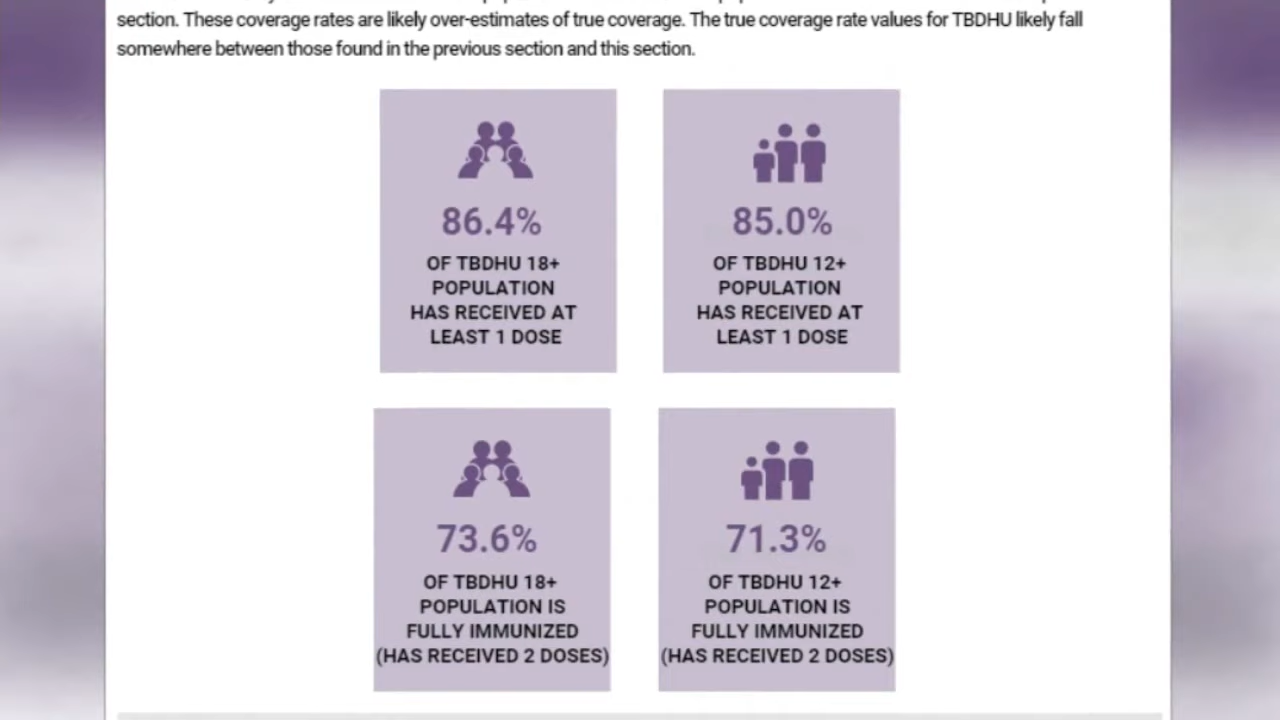 section. These coverage rates are likely over-estimates of true coverage. The true coverage rate values for TBDHU likely fall
somewhere between those found in the previous section and this section.
86.4%
OF TBDHU 18+
POPULATION
HAS RECEIVED AT
LEAST 1 DOSE
85.0%
OF TBDHU 12+
POPULATION
HAS RECEIVED AT
LEAST 1 DOSE
73.6%
OF TBDHU 18+
POPULATION IS
FULLY IMMUNIZED
(HAS RECEIVED 2 DOSES)
71.3%
OF TBDHU 12+
POPULATION IS
FULLY IMMUNIZED
(HAS RECEIVED 2 DOSES)